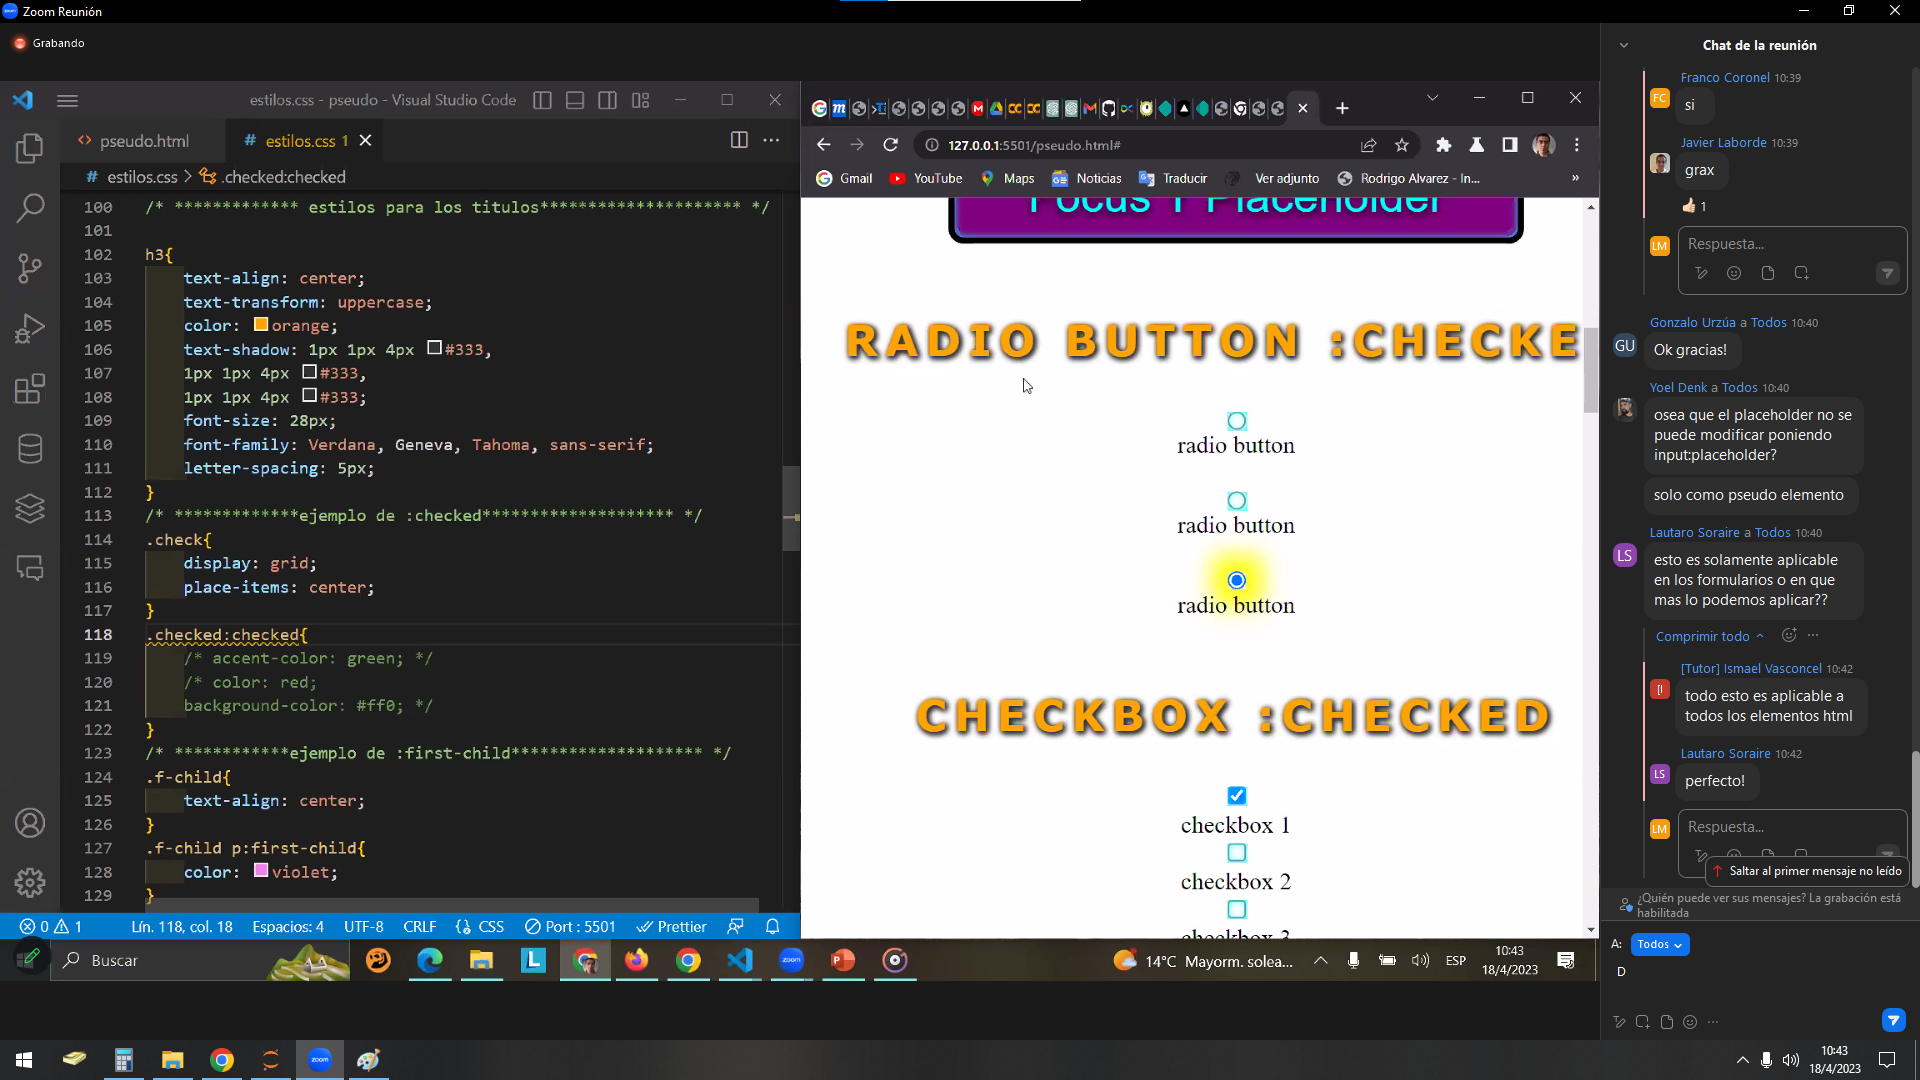 Zoom Reunión
Grabando
estilos.css - pseudo - Visual Studio Code
pseudo.html
# estilos.css 1
# estilos.css > .checked:checked
100 /* ************* estilos para los titulos********************* */
101
102 h3{
103 text-align: center;
104 text-transform: uppercase;
105 color: orange;
106 text-shadow: 1px 1px 4px #333,
107 1px 1px 4px #333,
108 1px 1px 4px #333;
109 font-size: 28px;
110 font-family: Verdana, Geneva, Tahoma, sans-serif;
111 letter-spacing: 5px;
112 }
113 /* *************ejemplo de :checked******************** */
114 .check{
115 display: grid;
116 place-items: center;
117 }
118 .checked:checked{
119 /* accent-color: green; */
120 /* color: red;
121 background-color: #ff0; */
122 }
123 /* ************ejemplo de :first-child******************** */
124 .f-child{
125 text-align: center;
126 }
127 .f-child p:first-child{
128 color: violet;
129 }
0 1 Lín. 118, col. 18 Espacios: 4 UTF-8 CRLF CSS Port : 5501 Prettier
127.0.0.1:5501/pseudo.html#
Gmail YouTube Maps Noticias Traducir Ver adjunto Rodrigo Alvarez - In... »
Focus Y Placeholder
RADIO BUTTON :CHECKE
radio button
radio button
radio button
CHECKBOX :CHECKED
checkbox 1
checkbox 2
checkbox 3
Buscar
14°C Mayorm. solea...
ESP
10:43
18/4/2023
Chat de la reunión
Franco Coronel 10:39
FC
si
Javier Laborde 10:39
grax
1
LM
Respuesta...
Gonzalo Urzúa a Todos 10:40
GU
Ok gracias!
Yoel Denk a Todos 10:40
osea que el placeholder no se
puede modificar poniendo
input:placeholder?
solo como pseudo elemento
Lautaro Soraire a Todos 10:40
LS
esto es solamente aplicable
en los formularios o en que
mas lo podemos aplicar??
Comprimir todo
[Tutor] Ismael Vasconcel 10:42
[I
todo esto es aplicable a
todos los elementos html
Lautaro Soraire 10:42
LS
perfecto!
LM
Respuesta...
Saltar al primer mensaje no leído
¿Quién puede ver sus mensajes? La grabación está
habilitada
A: Todos
D
zoom
10:43
18/4/2023